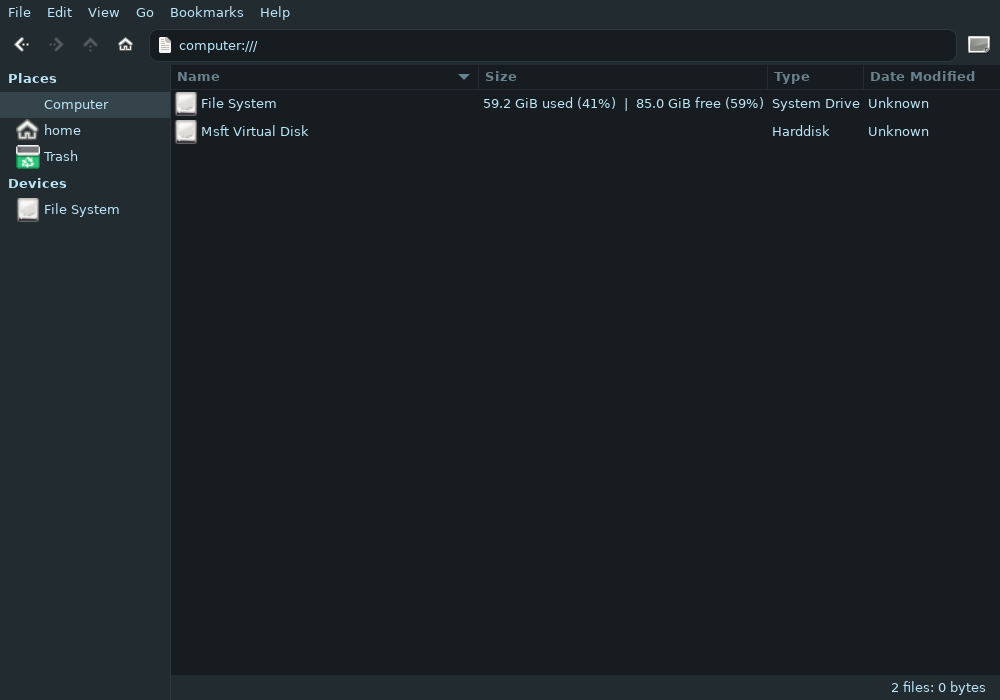 File Edit View Go Bookmarks Help
computer:///
Places
Computer
home
Trash
Devices
File System
Name Size Type Date Modified
File System 59.2 GiB used (41%) | 85.0 GiB free (59%) System Drive Unknown
Msft Virtual Disk Harddisk Unknown
2 files: 0 bytes